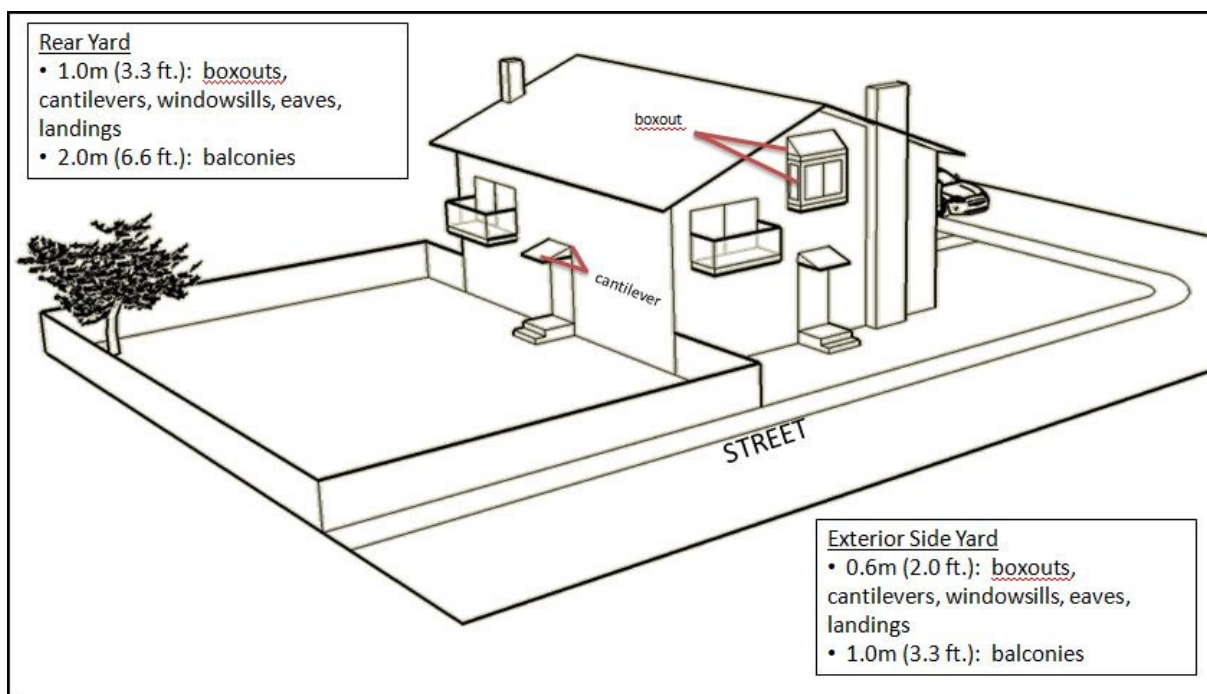 Rear Yard
• 1.0m (3.3 ft.): boxouts,
cantilevers, windowsills, eaves,
landings
• 2.0m (6.6 ft.): balconies
boxout
cantilever
STREET
Exterior Side Yard
• 0.6m (2.0 ft.): boxouts,
cantilevers, windowsills, eaves,
landings
• 1.0m (3.3 ft.): balconies